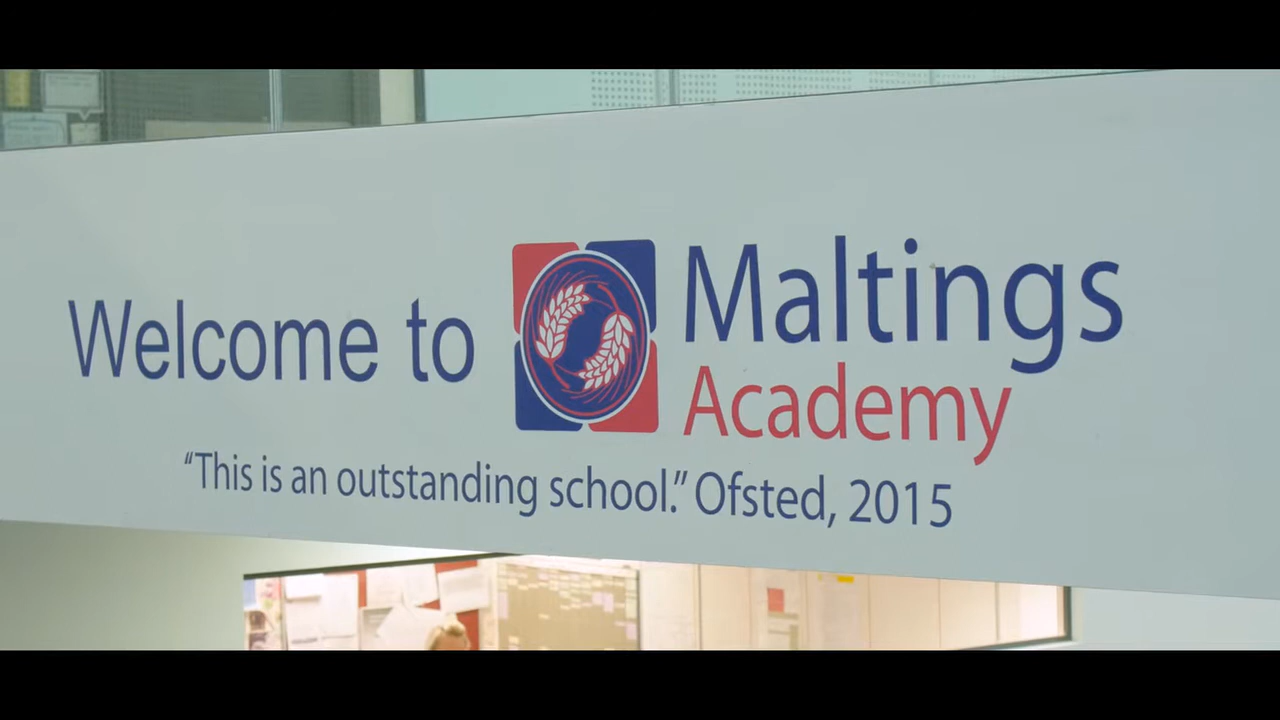 Welcome to
Maltings
Academy
“This is an outstanding school.” Ofsted, 2015